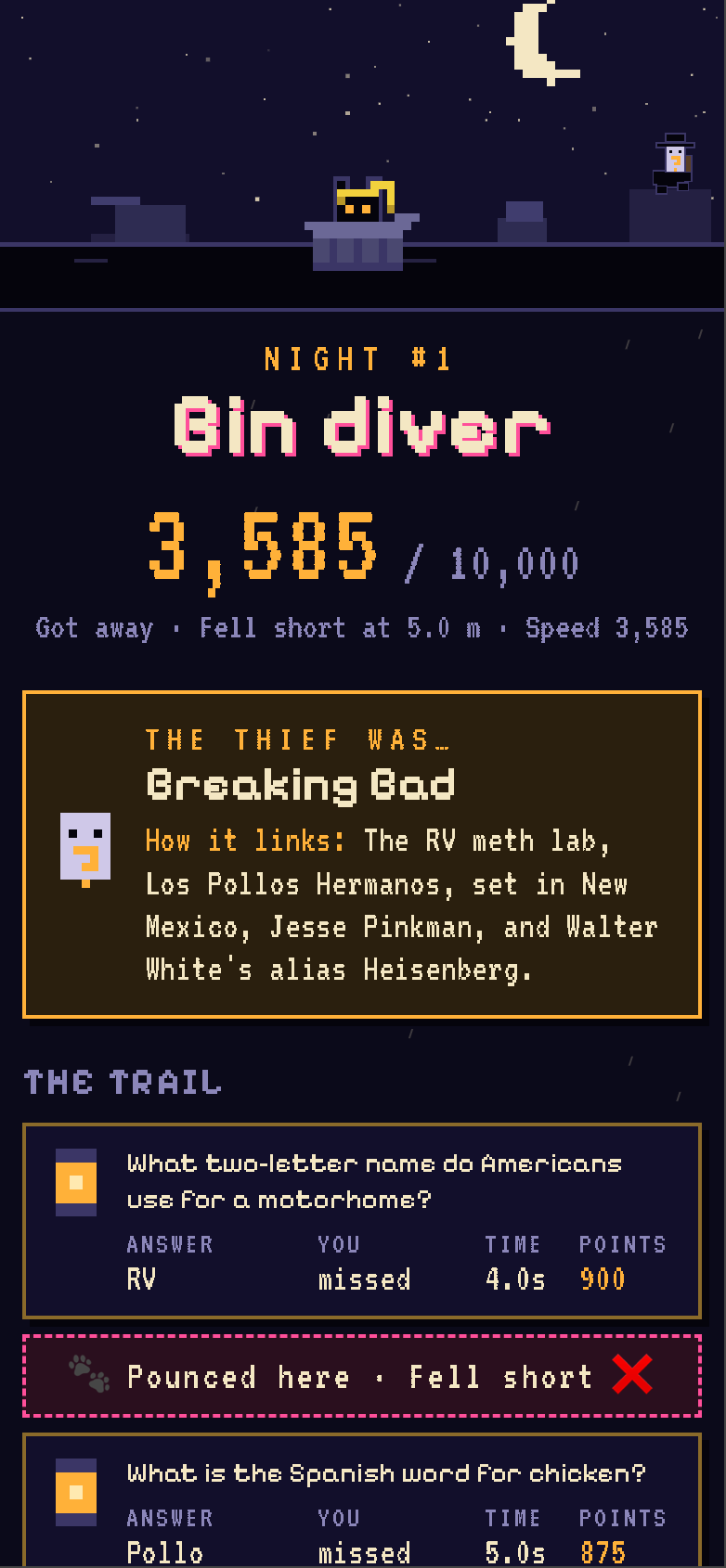 NIGHT #1
Bin diver
3,585 / 10,000
Got away · Fell short at 5.0 m · Speed 3,585
THE THIEF WAS…
Breaking Bad
How it links: The RV meth lab,
Los Pollos Hermanos, set in New
Mexico, Jesse Pinkman, and Walter
White's alias Heisenberg.
THE TRAIL
What two-letter name do Americans
use for a motorhome?
ANSWER YOU TIME POINTS
RV missed 4.0s 900
Pounced here · Fell short ❌
What is the Spanish word for chicken?
ANSWER YOU TIME POINTS
Pollo missed 5.0s 875